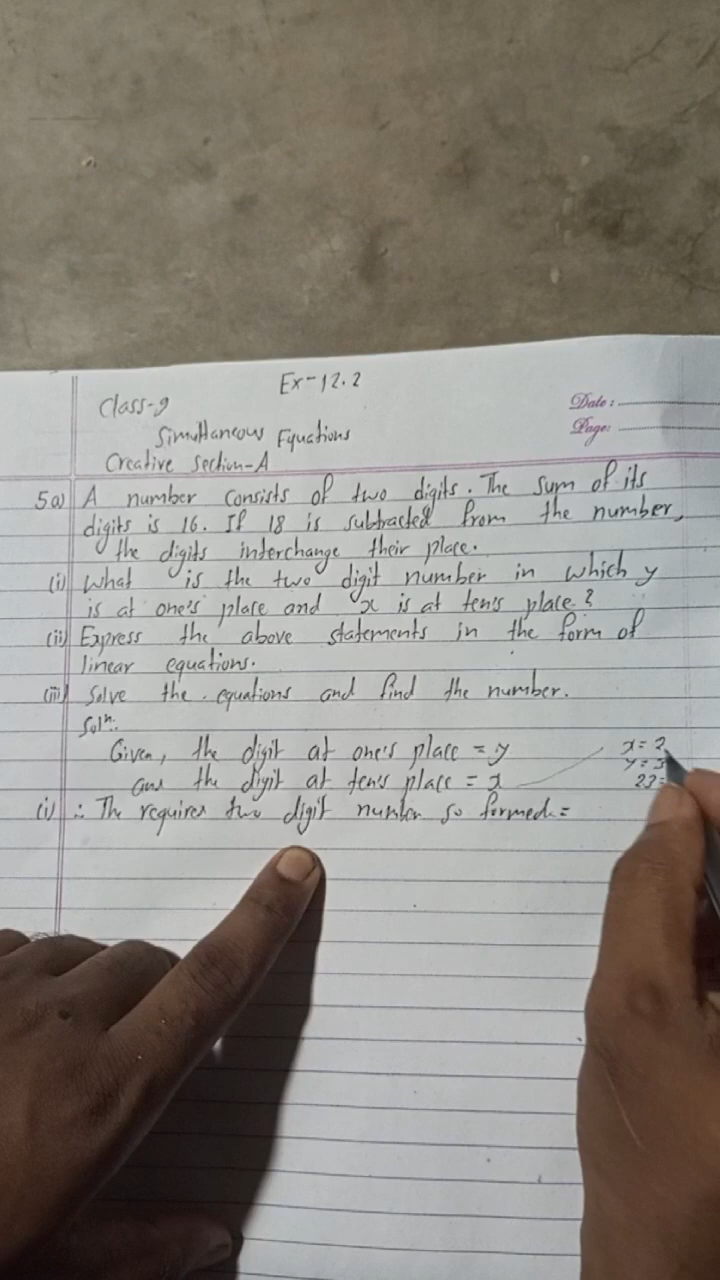 Ex-12.2
Class-9
Date:
Simultaneous Equations
Page:
Creative Section-A
5a) A number consists of two digits. The sum of its
digits is 16. If 18 is subtracted from the number,
the digits interchange their place.
(i) What is the two digit number in which y
is at one's place and x is at ten's place?
(ii) Express the above statements in the form of
linear equations.
(iii) Solve the equations and find the number.
Solⁿ:
Given, the digit at one's place = y
and the digit at ten's place = x
x = 2
y = 3
23=
(i) ∴ The required two digit number so formed =